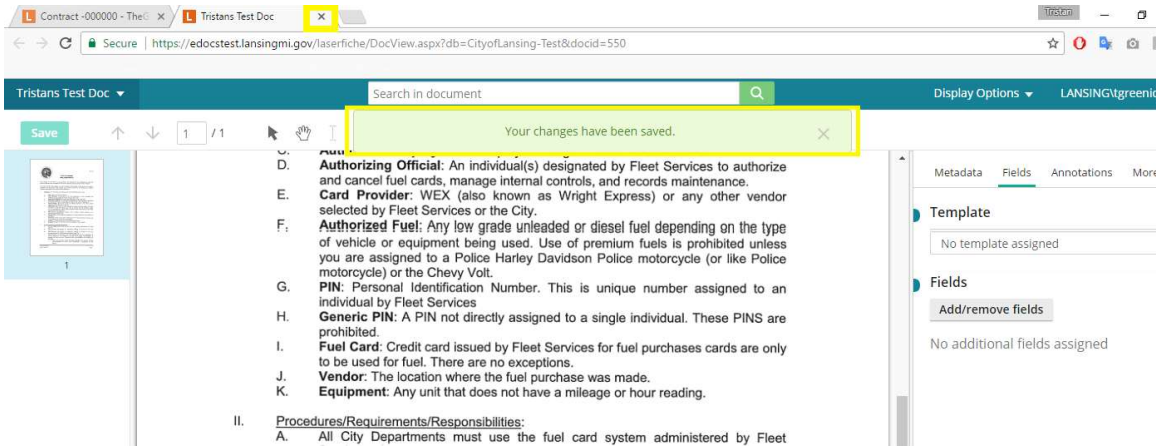 Contract -000000 - The
Tristans Test Doc
Tristan
Secure https://edocstest.lansingmi.gov/laserfiche/DocView.aspx?db=CityofLansing-Test&docid=550
Tristans Test Doc
Search in document
Display Options
LANSING\tgreenid
Save
1 / 1
Your changes have been saved.
D. Authorizing Official: An individual(s) designated by Fleet Services to authorize
and cancel fuel cards, manage internal controls, and records maintenance.
E. Card Provider: WEX (also known as Wright Express) or any other vendor
selected by Fleet Services or the City.
F. Authorized Fuel: Any low grade unleaded or diesel fuel depending on the type
of vehicle or equipment being used. Use of premium fuels is prohibited unless
you are assigned to a Police Harley Davidson Police motorcycle (or like Police
motorcycle) or the Chevy Volt.
G. PIN: Personal Identification Number. This is unique number assigned to an
individual by Fleet Services
H. Generic PIN: A PIN not directly assigned to a single individual. These PINS are
prohibited.
I. Fuel Card: Credit card issued by Fleet Services for fuel purchases cards are only
to be used for fuel. There are no exceptions.
J. Vendor: The location where the fuel purchase was made.
K. Equipment: Any unit that does not have a mileage or hour reading.
II. Procedures/Requirements/Responsibilities:
A. All City Departments must use the fuel card system administered by Fleet
1
Metadata Fields Annotations More
Template
No template assigned
Fields
Add/remove fields
No additional fields assigned